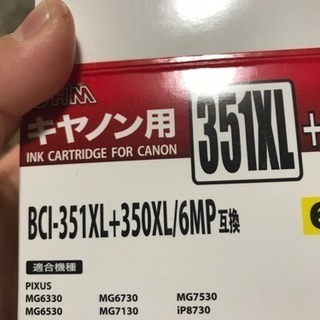 OHM
キヤノン用
351XL+
INK CARTRIDGE FOR CANON
BCI-351XL+350XL/6MP互換
6
適合機種
PIXUS
MG6330 MG6730 MG7530
MG6530 MG7130 iP8730